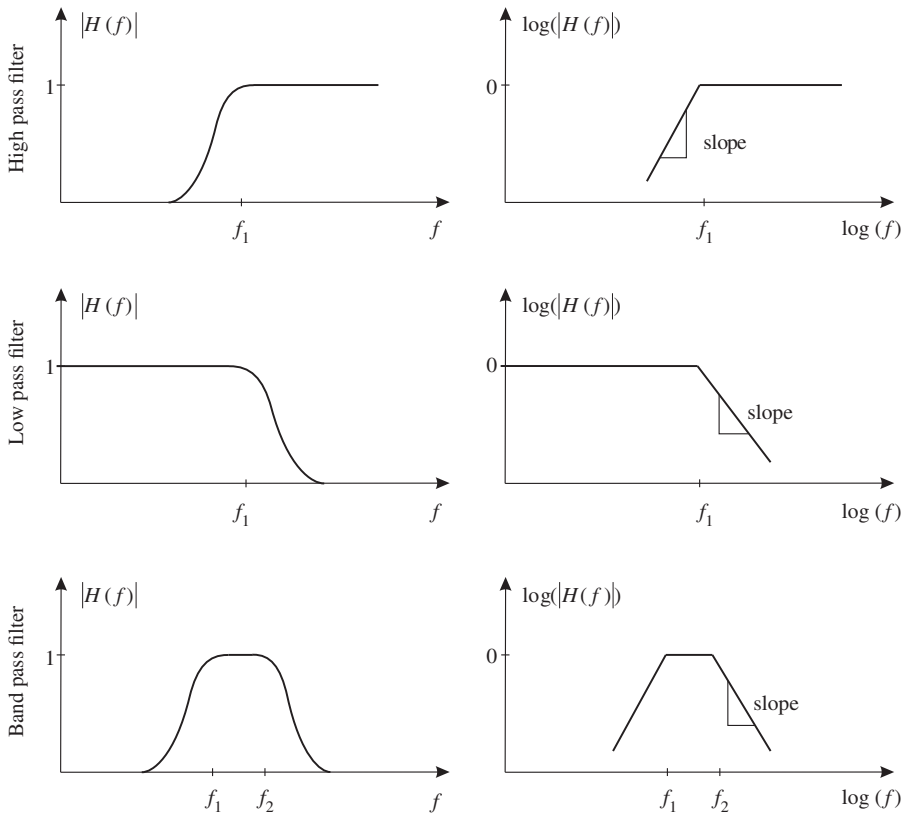 High pass filter
|H(f)|
1
f₁
f
log(|H(f)|)
0
slope
f₁
log (f)
Low pass filter
|H(f)|
1
f₁
f
log(|H(f)|)
0
slope
f₁
log (f)
Band pass filter
|H(f)|
1
f₁
f₂
f
log(|H(f)|)
0
slope
f₁
f₂
log (f)